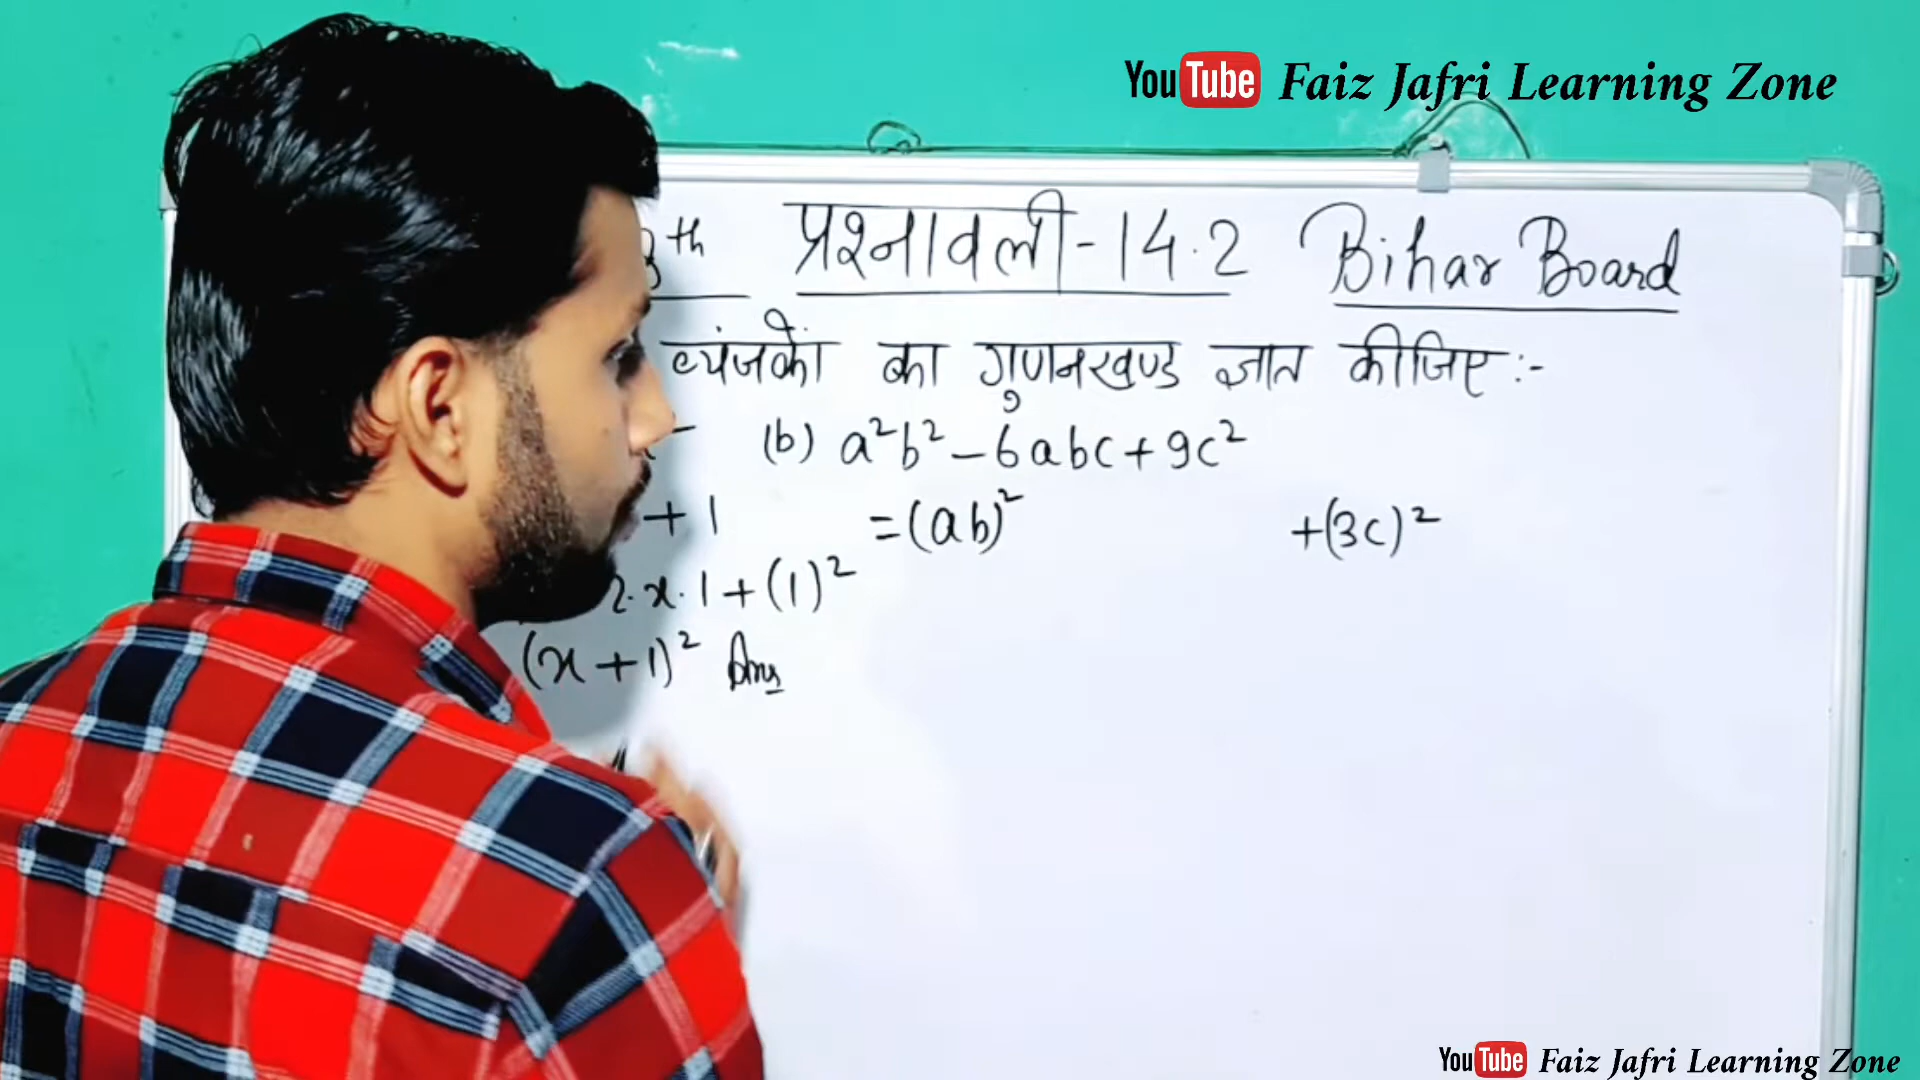 YouTube Faiz Jafri Learning Zone
th प्रश्नावली-14.2 Bihar Board
व्यंजकों का गुणनखण्ड ज्ञात कीजिए :-
(b) a²b² - 6abc + 9c²
+ 1 = (ab)² + (3c)²
2·x·1 + (1)²
(x + 1)² Ans
YouTube Faiz Jafri Learning Zone